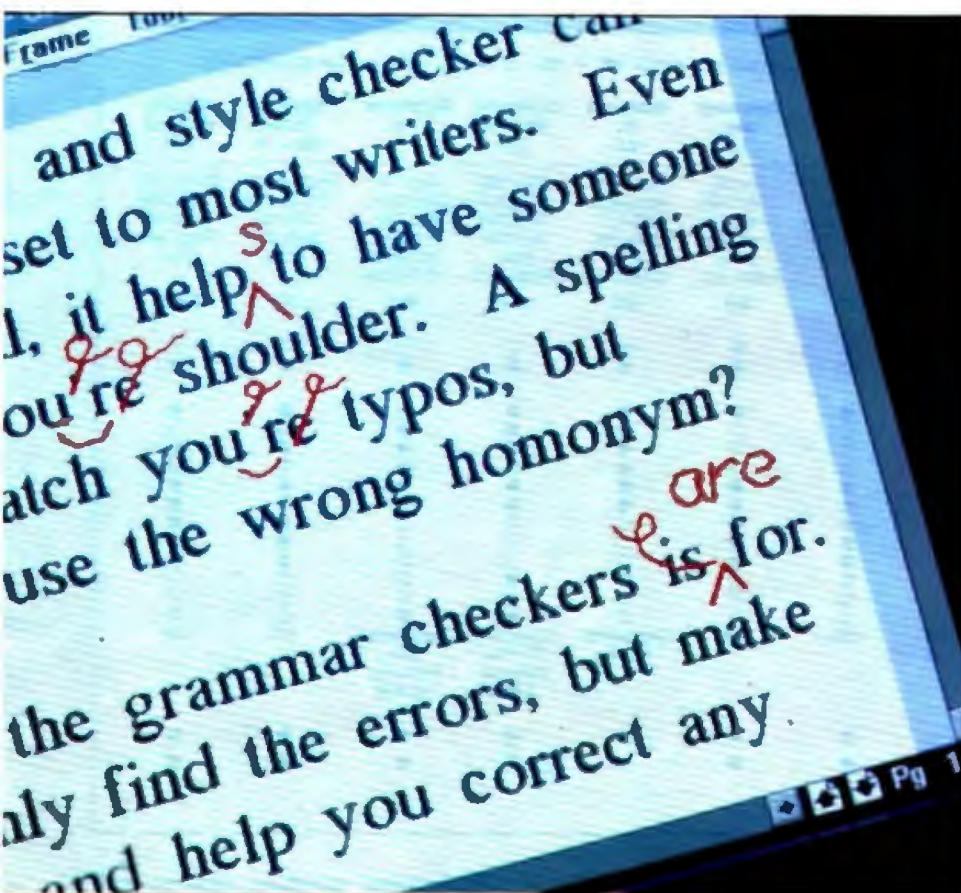 Frame
and style checker can
set to most writers. Even
l, it help to have someone
s
ou're shoulder. A spelling
atch you're typos, but
use the wrong homonym?
are
the grammar checkers is for.
nly find the errors, but make
and help you correct any
Pg 1